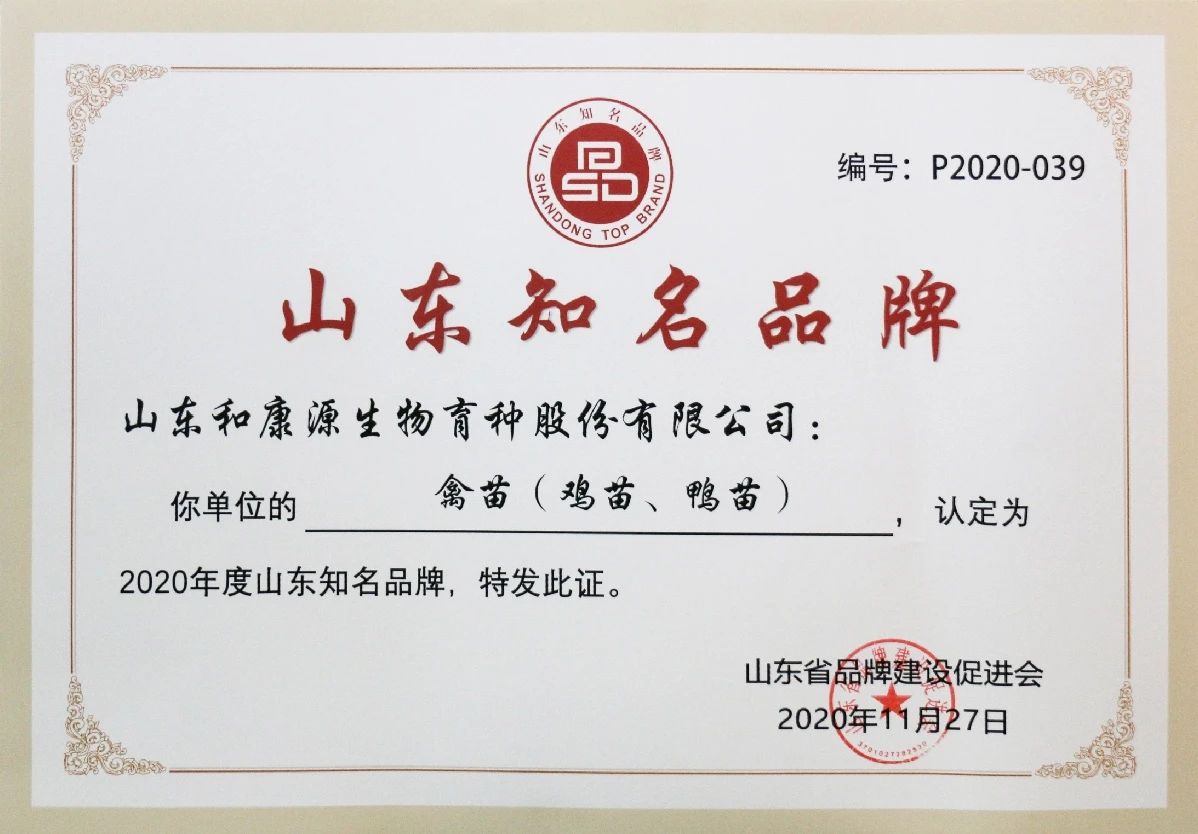 山东知名品牌
SHANDONG TOP BRAND
编号：P2020-039
山东知名品牌
山东和康源生物育种股份有限公司：
你单位的 禽苗（鸡苗、鸭苗），认定为
2020年度山东知名品牌，特发此证。
山东省品牌建设促进会
2020年11月27日